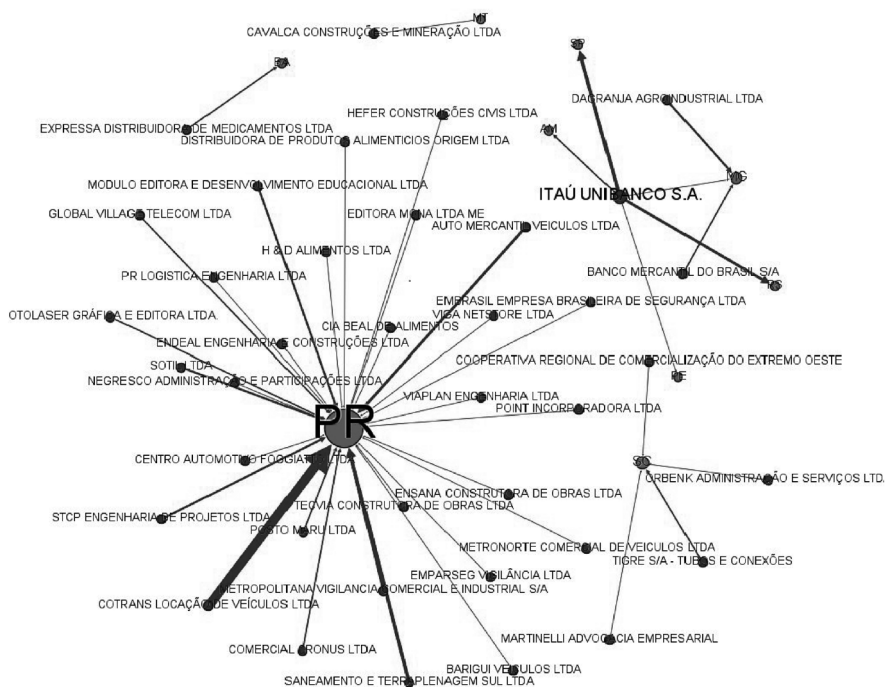 MT
CAVALCA CONSTRUÇÕES E MINERAÇÃO LTDA
SP
BA
DAGRANJA AGROINDUSTRIAL LTDA
HEFER CONSTRUÇÕES CIVIS LTDA
EXPRESSA DISTRIBUIDORA DE MEDICAMENTOS LTDA
AM
DISTRIBUIDORA DE PRODUTOS ALIMENTICIOS ORIGEM LTDA
MG
MODULO EDITORA E DESENVOLVIMENTO EDUCACIONAL LTDA
ITAÚ UNIBANCO S.A.
GLOBAL VILLAGE TELECOM LTDA
EDITORA MONA LTDA ME
AUTO MERCANTIL VEICULOS LTDA
H & D ALIMENTOS LTDA
BANCO MERCANTIL DO BRASIL S/A
PR LOGISTICA ENGENHARIA LTDA
RS
EMBRASIL EMPRESA BRASILEIRA DE SEGURANÇA LTDA
OTOLASER GRÁFICA E EDITORA LTDA
VIGA NETSTORE LTDA
CIA BEAL DE ALIMENTOS
ENDEAL ENGENHARIA E CONSTRUÇÕES LTDA
COOPERATIVA REGIONAL DE COMERCIALIZAÇÃO DO EXTREMO OESTE
SOTIL LTDA
PE
NEGRESCO ADMINISTRAÇÃO E PARTICIPAÇÕES LTDA
VIAPLAN ENGENHARIA LTDA
POINT INCORPORADORA LTDA
PR
CENTRO AUTOMOTIVO FOGGIATTO LTDA
SC
ORBENK ADMINISTRAÇÃO E SERVIÇOS LTDA
ENSANA CONSTRUTORA DE OBRAS LTDA
TECVIA CONSTRUTORA DE OBRAS LTDA
STCP ENGENHARIA DE PROJETOS LTDA
POSTO MARU LTDA
METRONORTE COMERCIAL DE VEICULOS LTDA
TIGRE S/A - TUBOS E CONEXÕES
EMPARSEG VIGILÂNCIA LTDA
METROPOLITANA VIGILANCIA COMERCIAL E INDUSTRIAL S/A
COTRANS LOCAÇÃO DE VEÍCULOS LTDA
MARTINELLI ADVOCACIA EMPRESARIAL
COMERCIAL CRONUS LTDA
BARIGUI VEICULOS LTDA
SANEAMENTO E TERRAPLENAGEM SUL LTDA